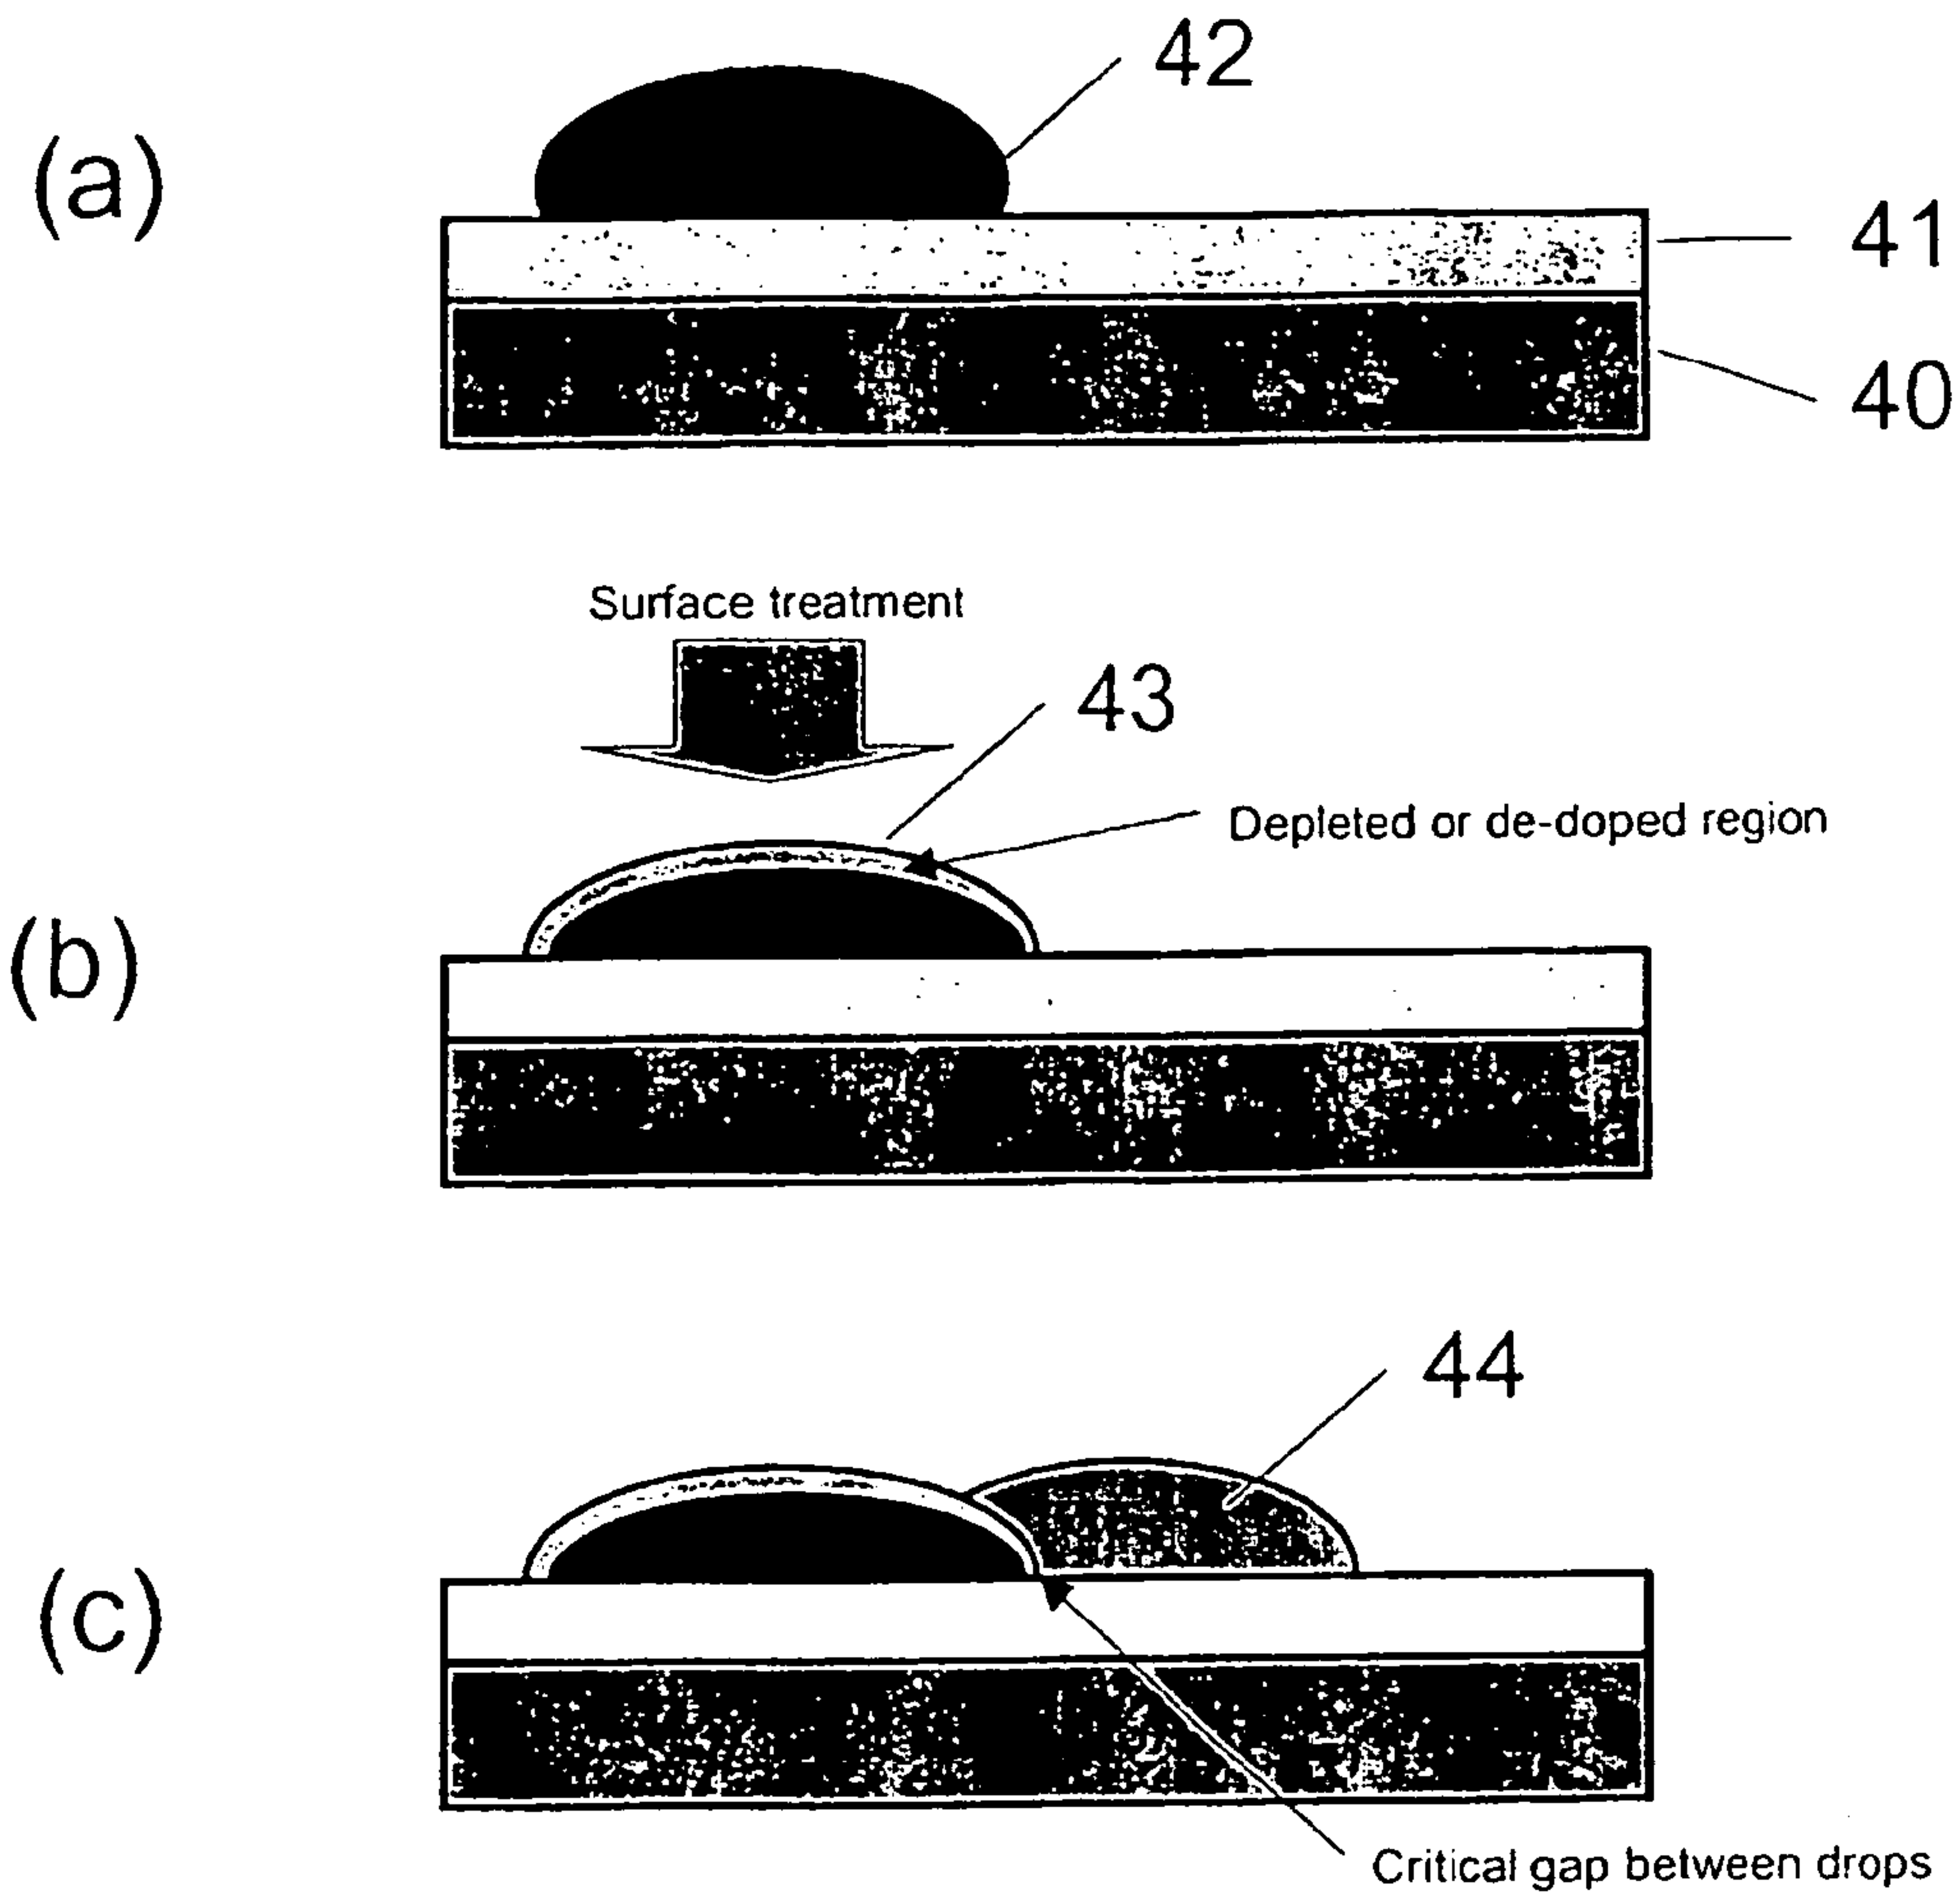 42
(a)
41
40
Surface treatment
43
Depleted or de-doped region
(b)
44
(c)
Critical gap between drops